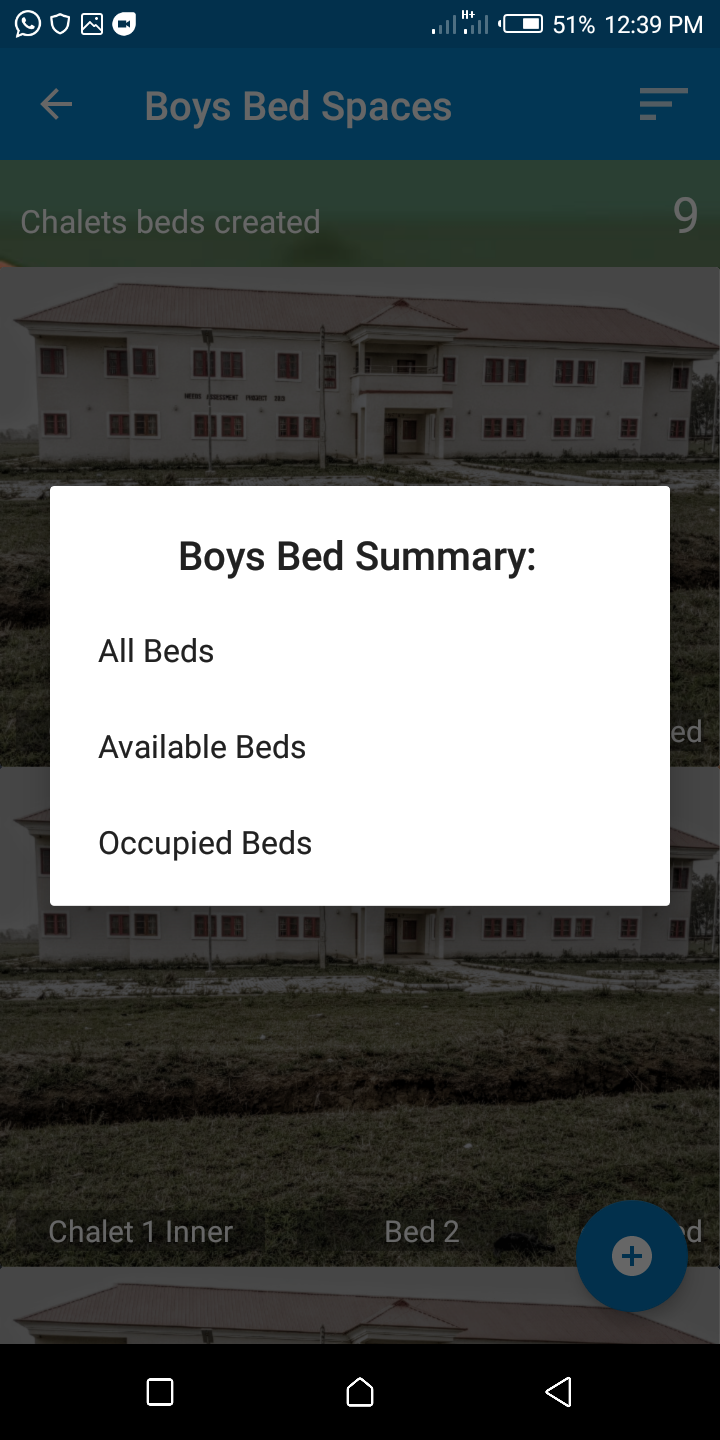 H+
51% 12:39 PM
Boys Bed Spaces
Chalets beds created 9
Boys Bed Summary:
All Beds
Available Beds
Occupied Beds
ed
Chalet 1 Inner Bed 2